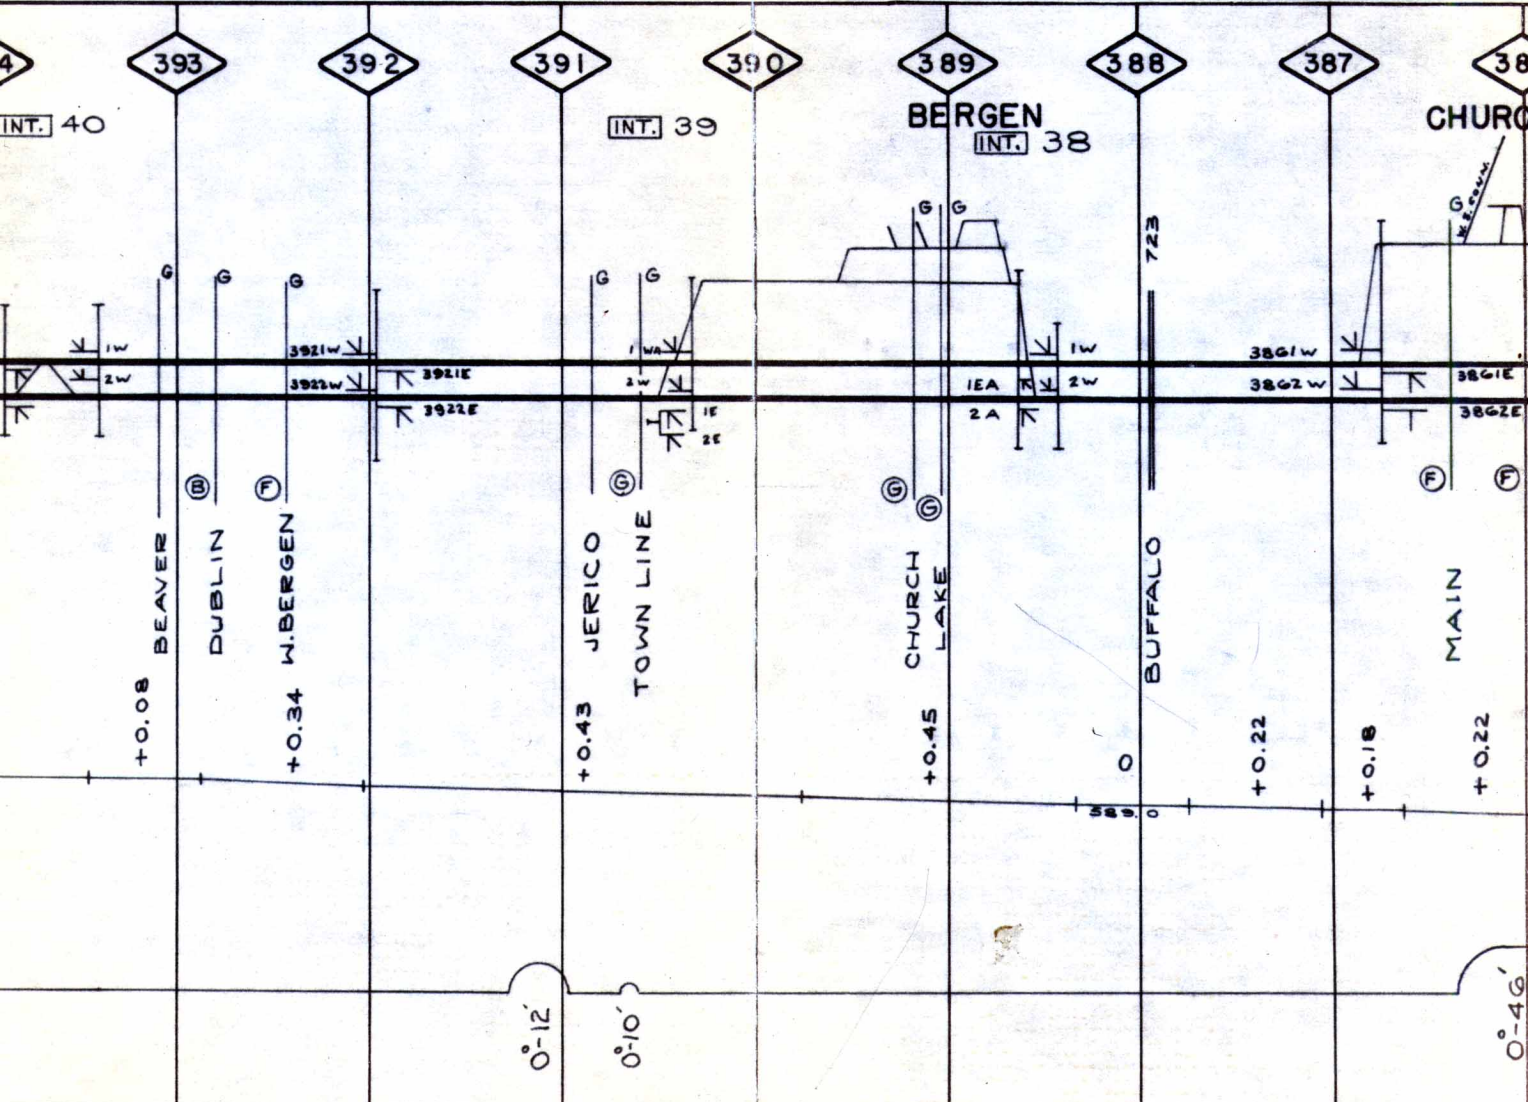 4 393 392 391 390 389 388 387 38
INT. 40
INT. 39
BERGEN
INT. 38
CHURC
G G G
G G
G G
723
G
1W
2W
3921W
3922W
3921E
3922E
1WA
2W
1E
2E
1EA
2A
1W
2W
3861W
3862W
3861E
3862E
B
F
G
G
G
F
F
BEAVER
DUBLIN
W.BERGEN
JERICO
TOWN LINE
CHURCH
LAKE
BUFFALO
MAIN
+0.08
+0.34
+0.43
+0.45
0
+0.22
+0.18
+0.22
589.0
0°-12'
0°-10'
0°-46'